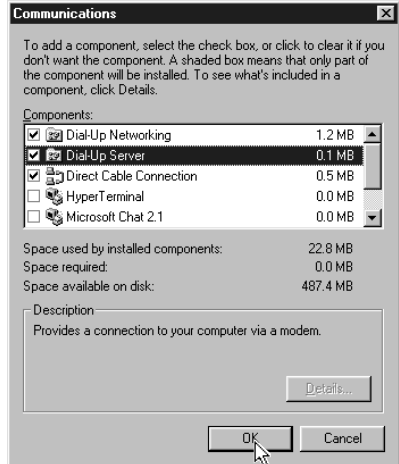 Communications
To add a component, select the check box, or click to clear it if you
don't want the component. A shaded box means that only part of
the component will be installed. To see what's included in a
component, click Details.
Components:
Dial-Up Networking 1.2 MB
Dial-Up Server 0.1 MB
Direct Cable Connection 0.5 MB
HyperTerminal 0.0 MB
Microsoft Chat 2.1 0.0 MB
Space used by installed components: 22.8 MB
Space required: 0.0 MB
Space available on disk: 487.4 MB
Description
Provides a connection to your computer via a modem.
Details...
OK Cancel